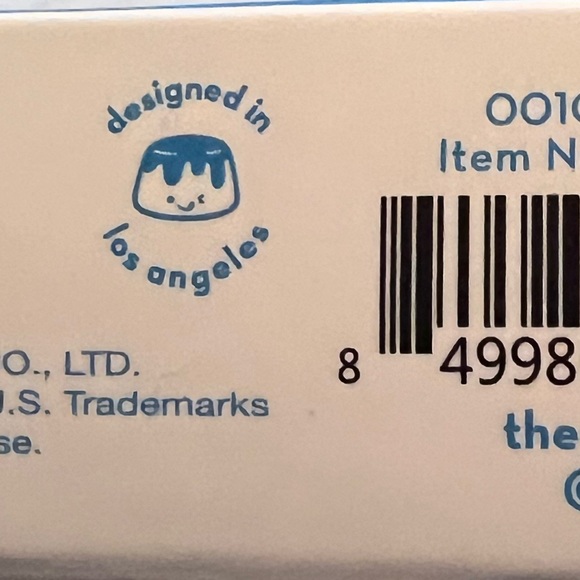 designed in
los angeles
O., LTD.
U.S. Trademarks
se.
001
Item N
8 4998
the